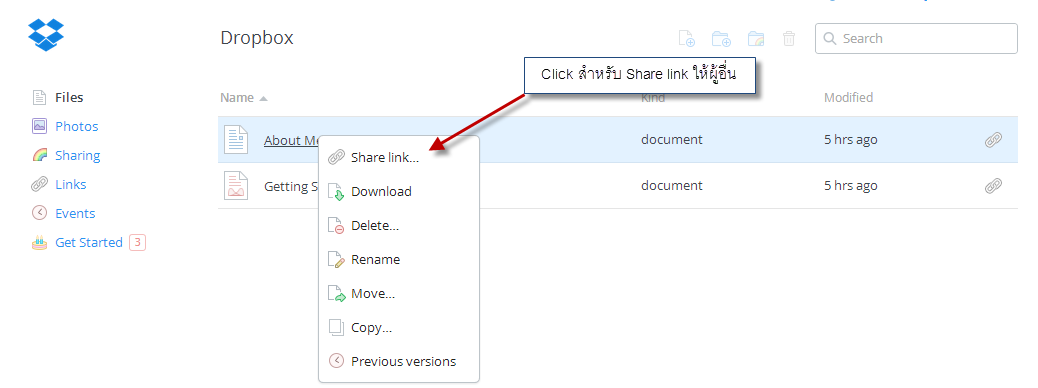 Dropbox
Search
Click สำหรับ Share link ให้ผู้อื่น
Files
Photos
Sharing
Links
Events
Get Started 3
Name
Kind
Modified
About Me
document
5 hrs ago
Getting S
document
5 hrs ago
Share link...
Download
Delete...
Rename
Move...
Copy...
Previous versions